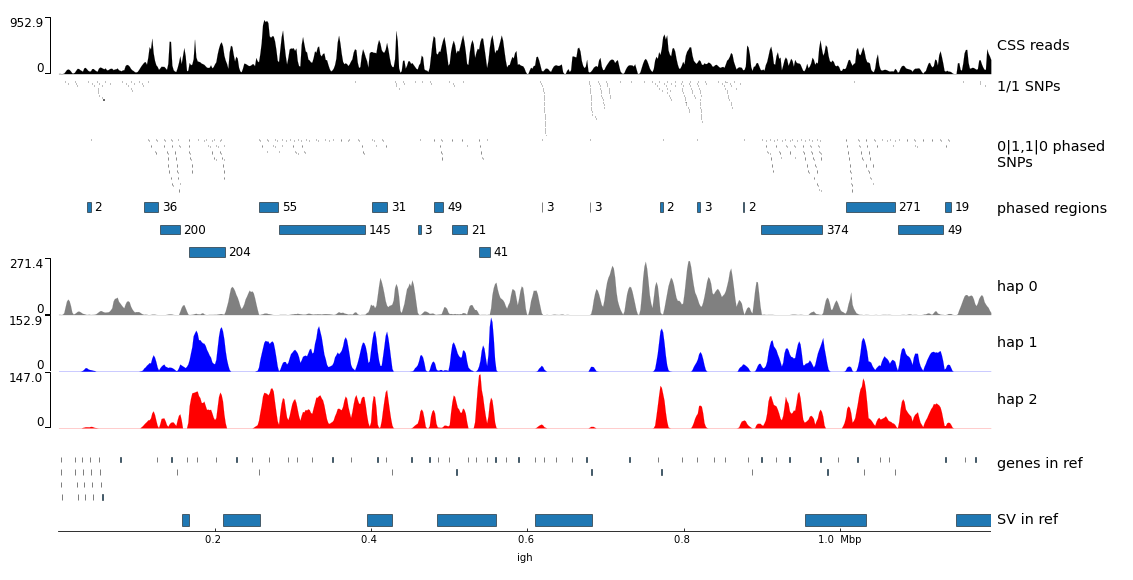 952.9
0
CSS reads
1/1 SNPs
0|1,1|0 phased
SNPs
2 36 55 31 49 3 3 2 3 2 271 19
phased regions
200 145 3 21 374 49
204 41
271.4
0
hap 0
152.9
0
hap 1
147.0
0
hap 2
genes in ref
SV in ref
0.2 0.4 0.6 0.8 1.0 Mbp
igh